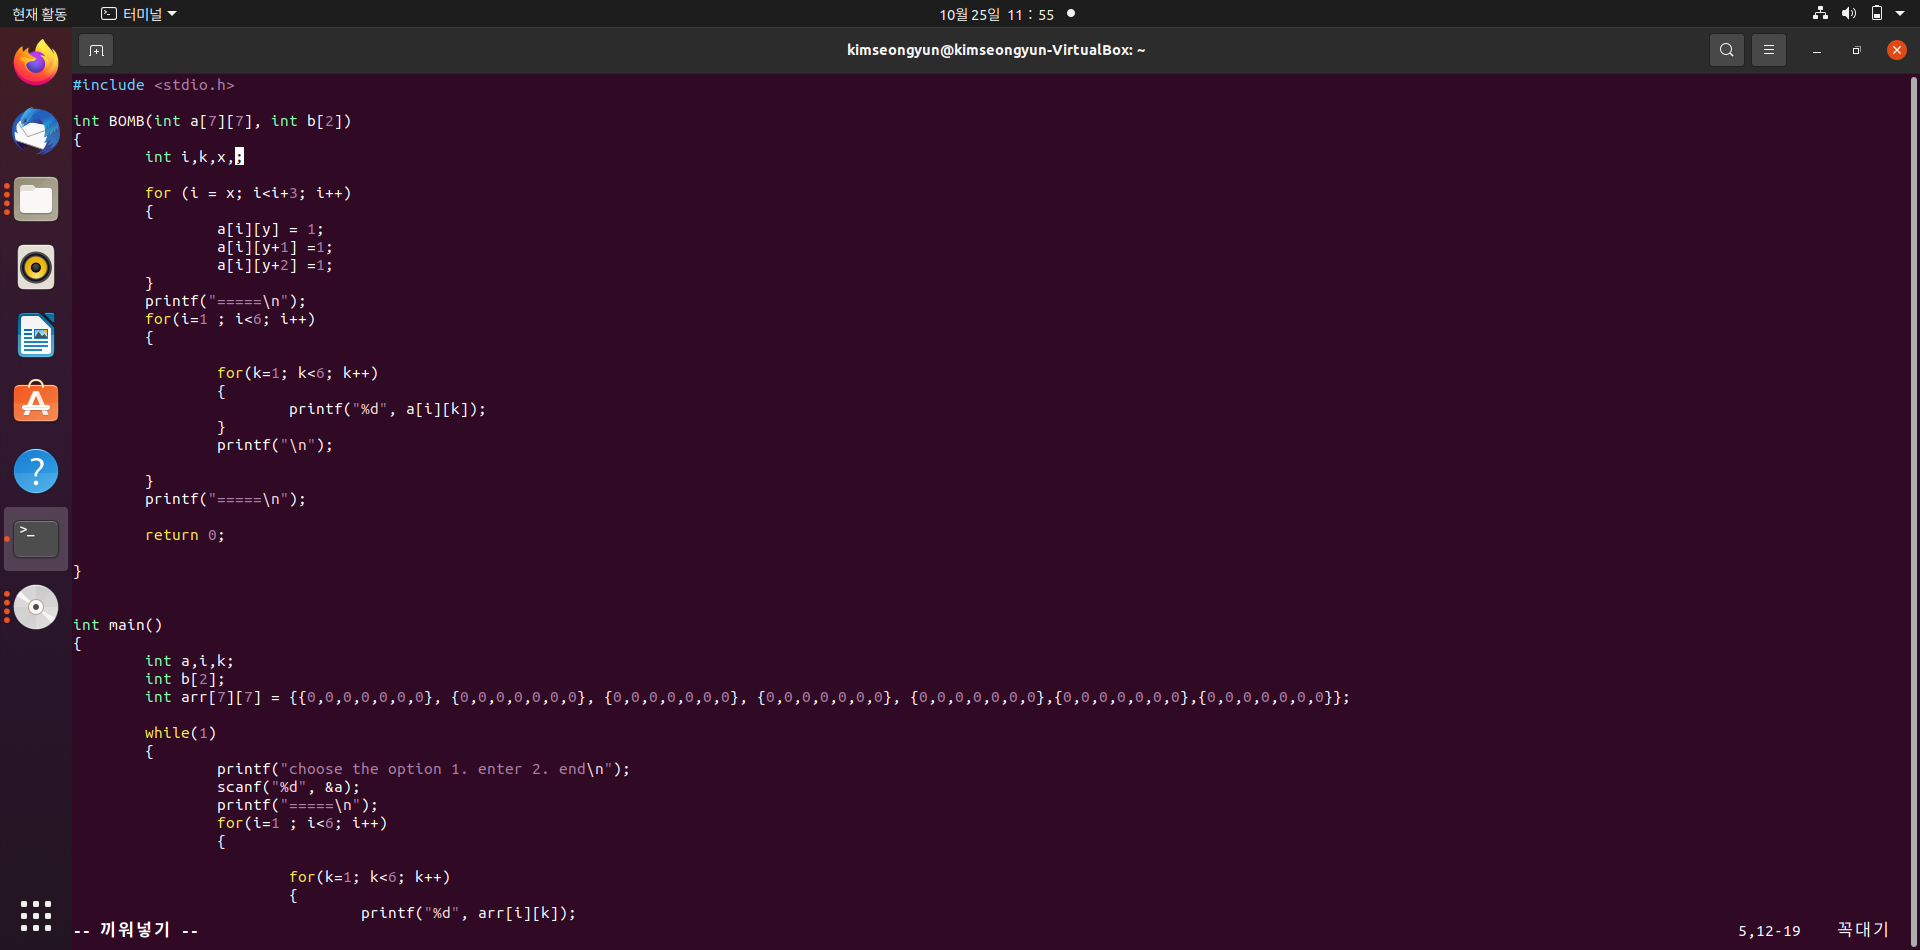 현재 활동 터미널 10월 25일 11 : 55
kimseongyun@kimseongyun-VirtualBox: ~
#include <stdio.h>
int BOMB(int a[7][7], int b[2])
{
int i,k,x,;
for (i = x; i<i+3; i++)
{
a[i][y] = 1;
a[i][y+1] =1;
a[i][y+2] =1;
}
printf("=====\n");
for(i=1 ; i<6; i++)
{
for(k=1; k<6; k++)
{
printf("%d", a[i][k]);
}
printf("\n");
}
printf("=====\n");
return 0;
}
int main()
{
int a,i,k;
int b[2];
int arr[7][7] = {{0,0,0,0,0,0,0}, {0,0,0,0,0,0,0}, {0,0,0,0,0,0,0}, {0,0,0,0,0,0,0}, {0,0,0,0,0,0,0},{0,0,0,0,0,0,0},{0,0,0,0,0,0,0}};
while(1)
{
printf("choose the option 1. enter 2. end\n");
scanf("%d", &a);
printf("=====\n");
for(i=1 ; i<6; i++)
{
for(k=1; k<6; k++)
{
printf("%d", arr[i][k]);
-- 끼워넣기 -- 5,12-19 꼭대기